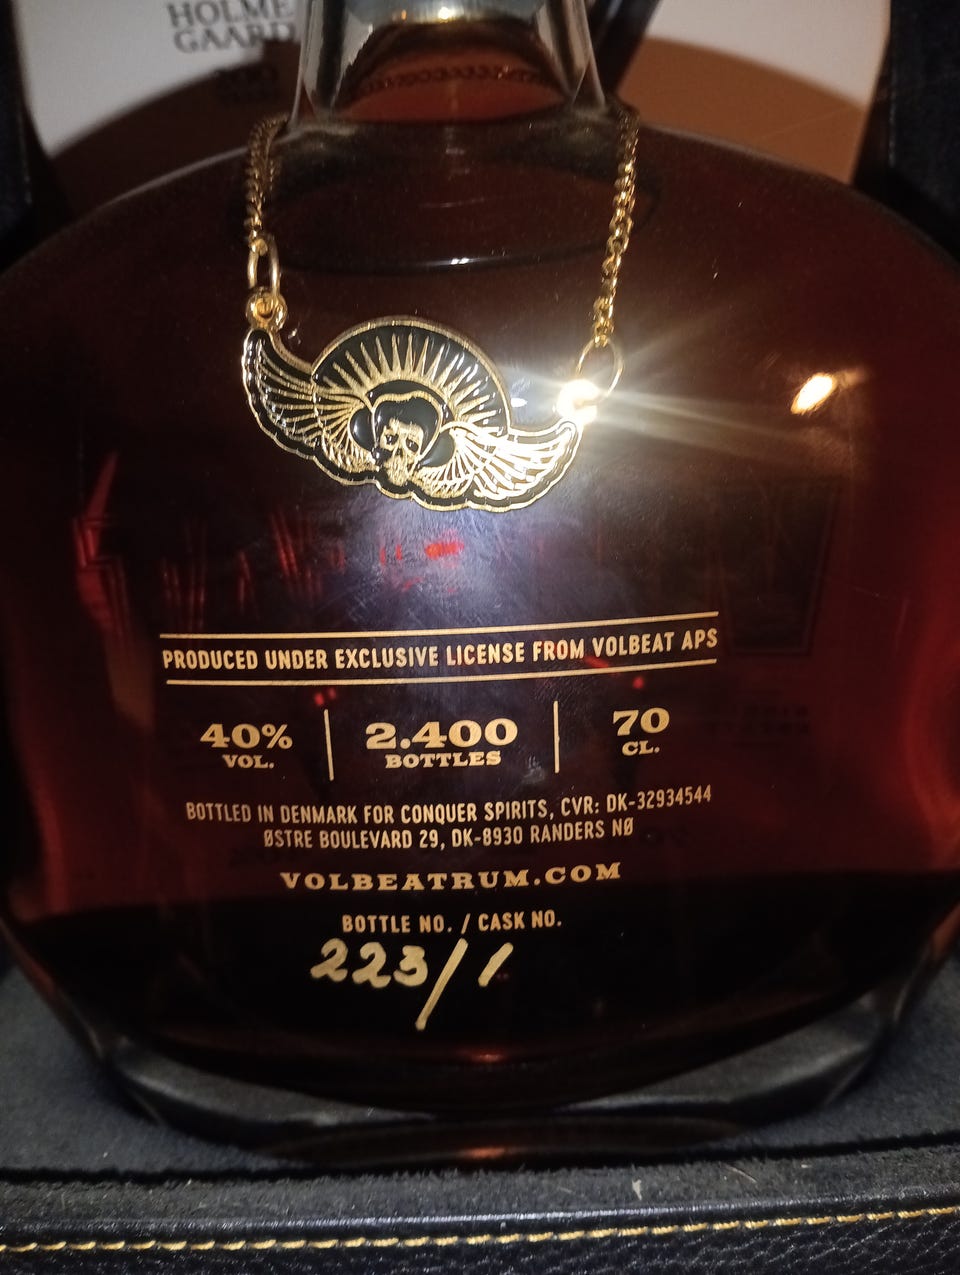 HOLME
GAARD
PRODUCED UNDER EXCLUSIVE LICENSE FROM VOLBEAT APS
40% VOL.
2.400 BOTTLES
70 CL.
BOTTLED IN DENMARK FOR CONQUER SPIRITS, CVR: DK-32934544
ØSTRE BOULEVARD 29, DK-8930 RANDERS NØ
VOLBEATRUM.COM
BOTTLE NO. / CASK NO.
223/1